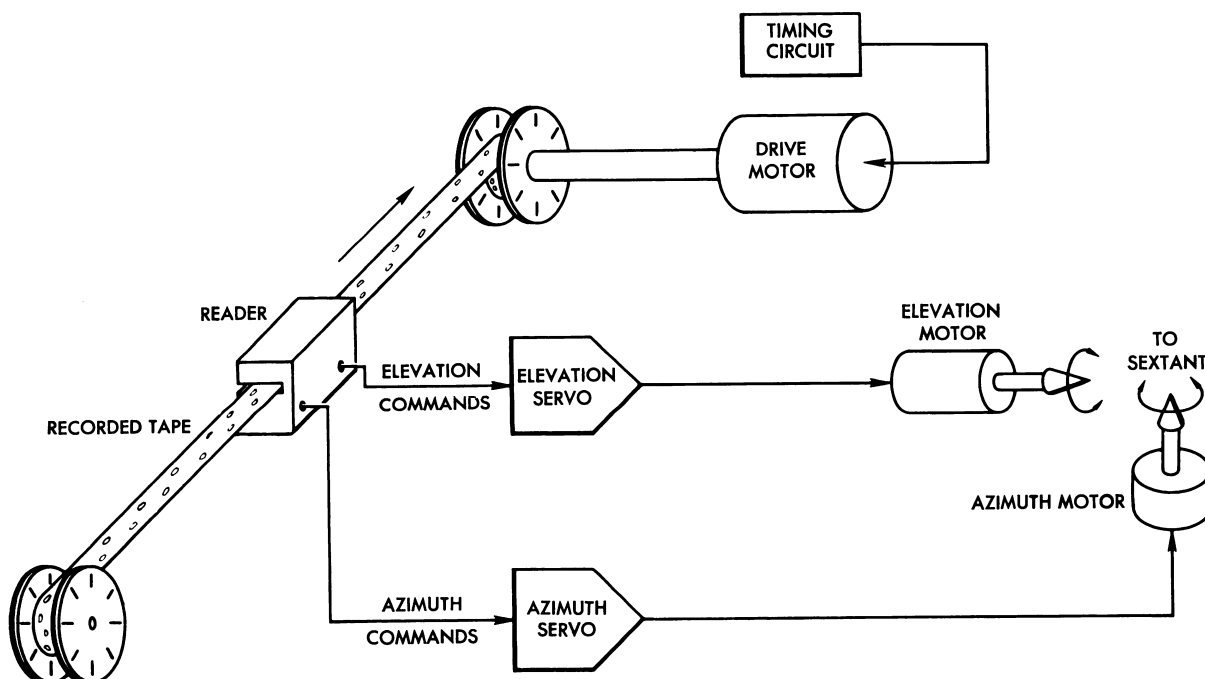 TIMING
CIRCUIT
DRIVE
MOTOR
READER
ELEVATION
MOTOR
TO
SEXTANT
ELEVATION
COMMANDS
ELEVATION
SERVO
RECORDED TAPE
AZIMUTH MOTOR
AZIMUTH
COMMANDS
AZIMUTH
SERVO